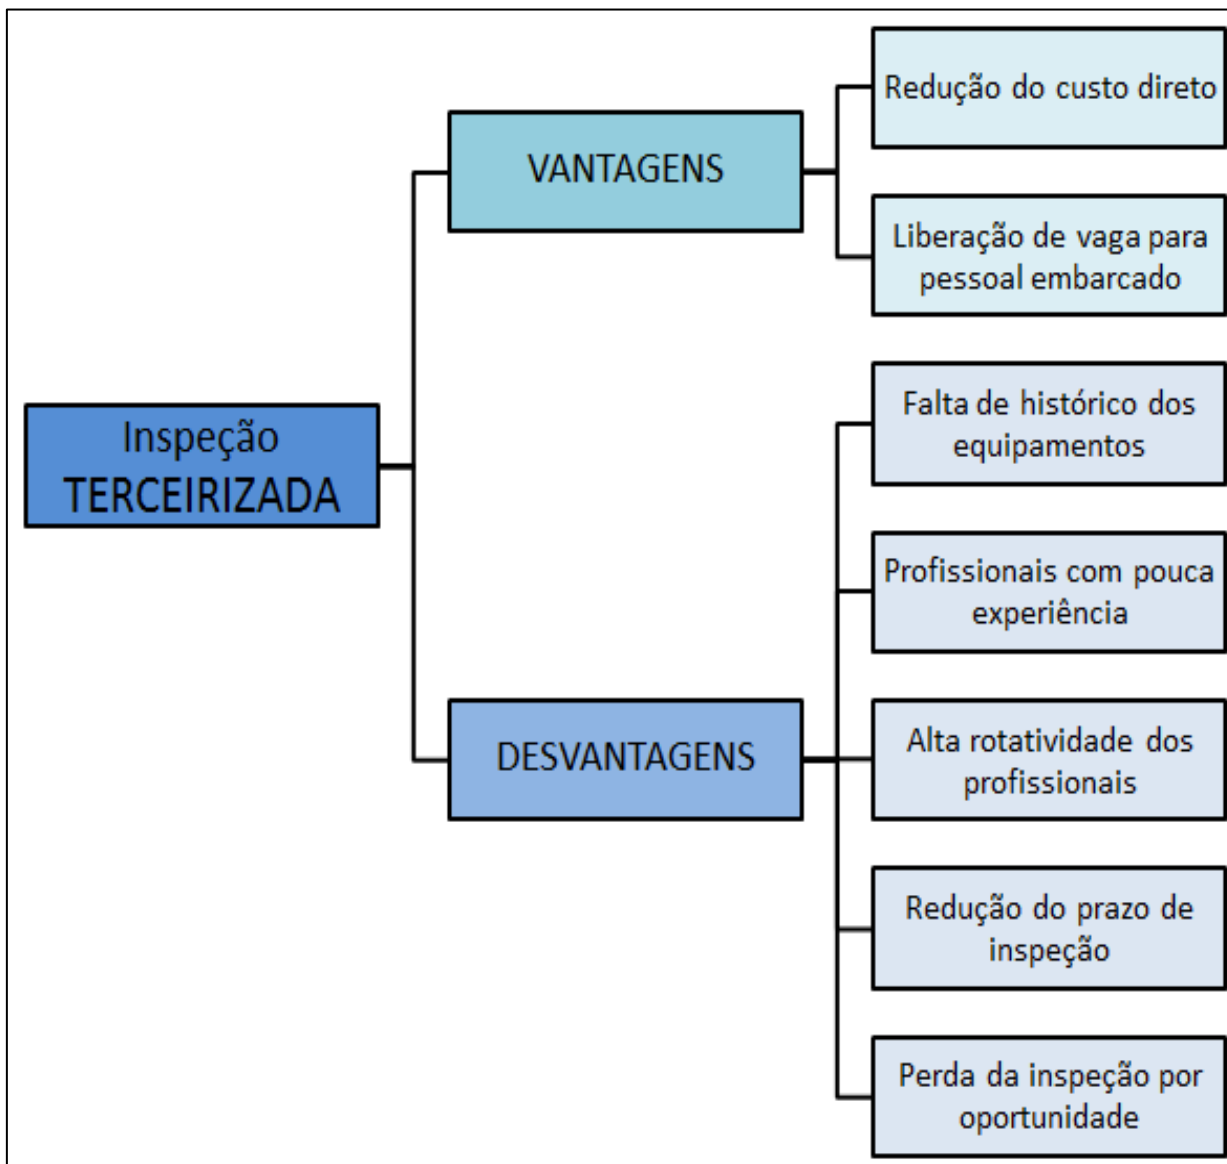 Inspeção
TERCEIRIZADA
VANTAGENS
Redução do custo direto
Liberação de vaga para
pessoal embarcado
DESVANTAGENS
Falta de histórico dos
equipamentos
Profissionais com pouca
experiência
Alta rotatividade dos
profissionais
Redução do prazo de
inspeção
Perda da inspeção por
oportunidade